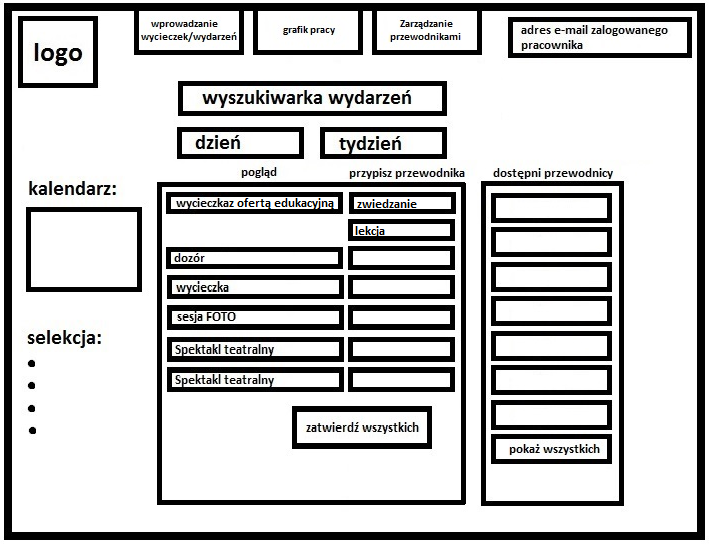 logo
wprowadzanie
wycieczek/wydarzeń
grafik pracy
Zarządzanie
przewodnikami
adres e-mail zalogowanego
pracownika
wyszukiwarka wydarzeń
dzień
tydzień
kalendarz:
selekcja:
pogląd
przypisz przewodnika
dostępni przewodnicy
wycieczkaz ofertą edukacyjną
zwiedzanie
lekcja
dozór
wycieczka
sesja FOTO
Spektakl teatralny
Spektakl teatralny
zatwierdź wszystkich
pokaż wszystkich